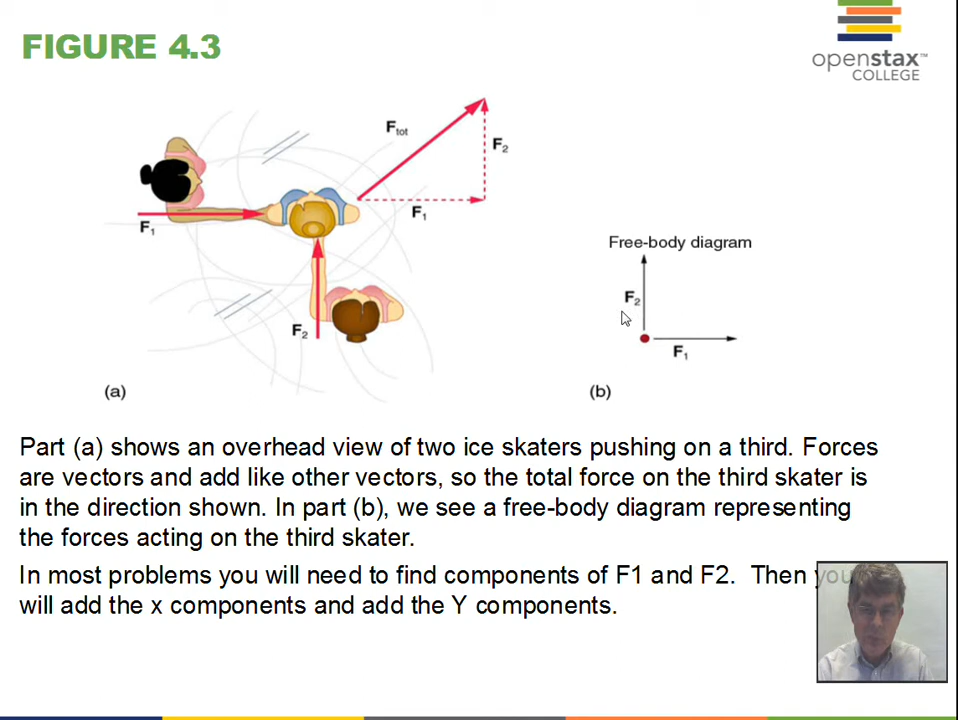 FIGURE 4.3
openstax™
COLLEGE
Ftot
F2
F1
F1
F2
Free-body diagram
F2
F1
(a)
(b)
Part (a) shows an overhead view of two ice skaters pushing on a third. Forces
are vectors and add like other vectors, so the total force on the third skater is
in the direction shown. In part (b), we see a free-body diagram representing
the forces acting on the third skater.
In most problems you will need to find components of F1 and F2. Then you
will add the x components and add the Y components.